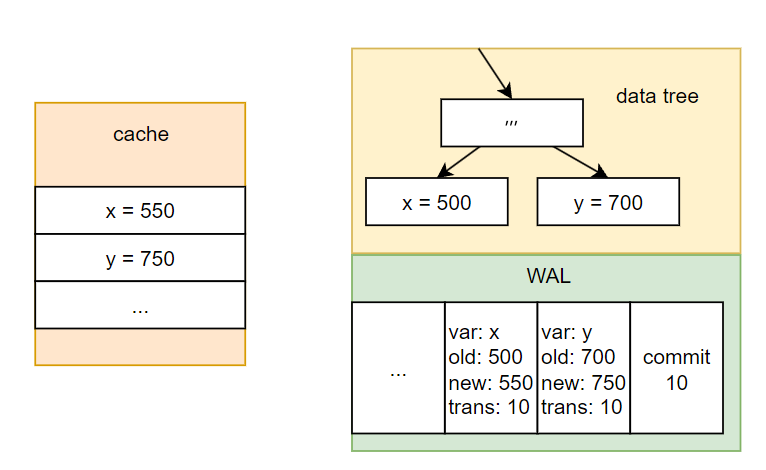 cache
x = 550
y = 750
...
data tree
,,,
x = 500
y = 700
WAL
...
var: x
old: 500
new: 550
trans: 10
var: y
old: 700
new: 750
trans: 10
commit
10